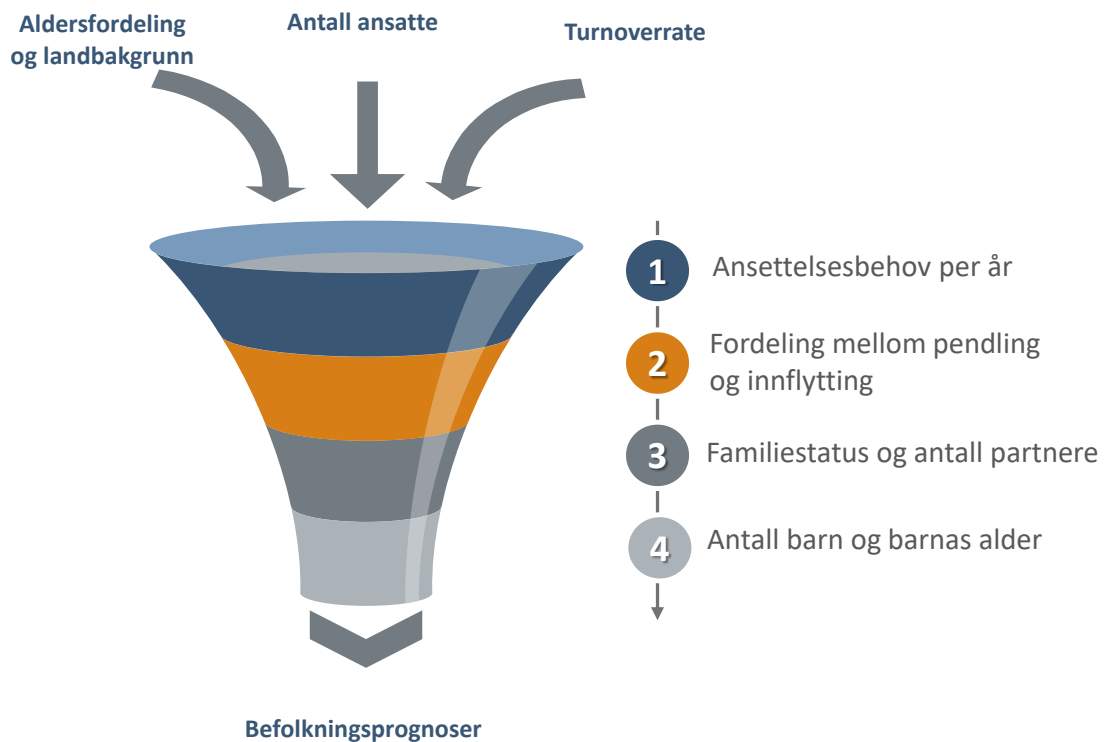 Aldersfordeling
og landbakgrunn
Antall ansatte
Turnoverrate
1
Ansettelsesbehov per år
2
Fordeling mellom pendling
og innflytting
3
Familiestatus og antall partnere
4
Antall barn og barnas alder
Befolkningsprognoser